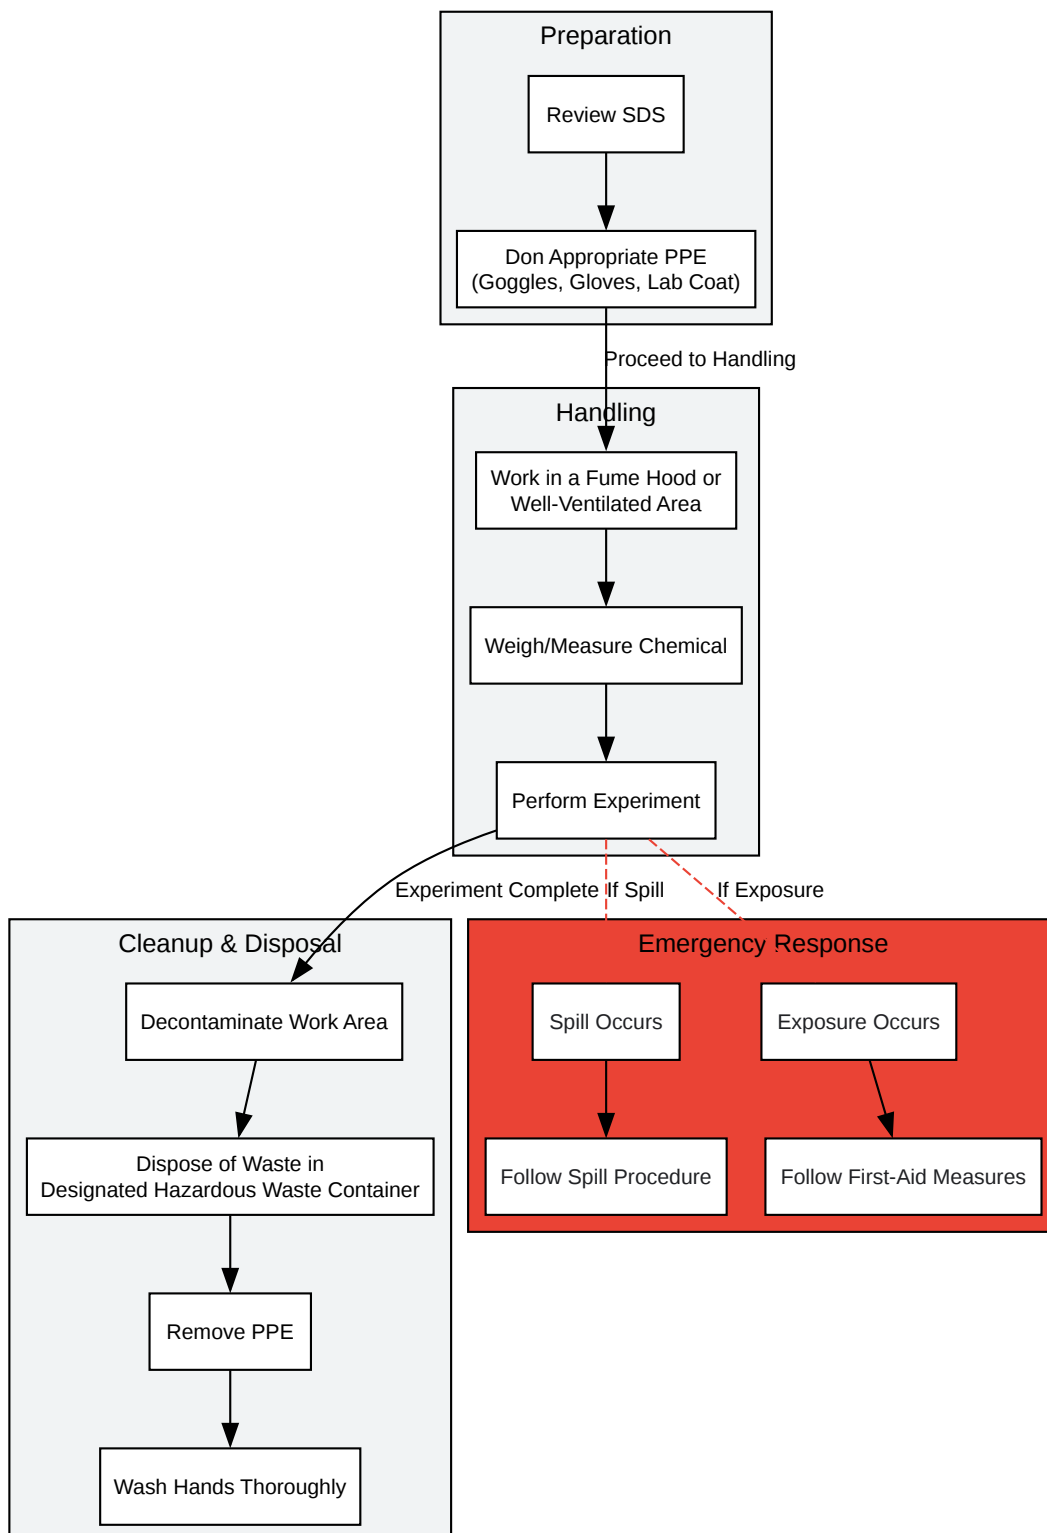 Preparation
Review SDS
Don Appropriate PPE
(Goggles, Gloves, Lab Coat)
Proceed to Handling
Handling
Work in a Fume Hood or
Well-Ventilated Area
Weigh/Measure Chemical
Perform Experiment
Experiment Complete
If Spill
If Exposure
Cleanup & Disposal
Decontaminate Work Area
Dispose of Waste in
Designated Hazardous Waste Container
Remove PPE
Wash Hands Thoroughly
Emergency Response
Spill Occurs
Exposure Occurs
Follow Spill Procedure
Follow First-Aid Measures